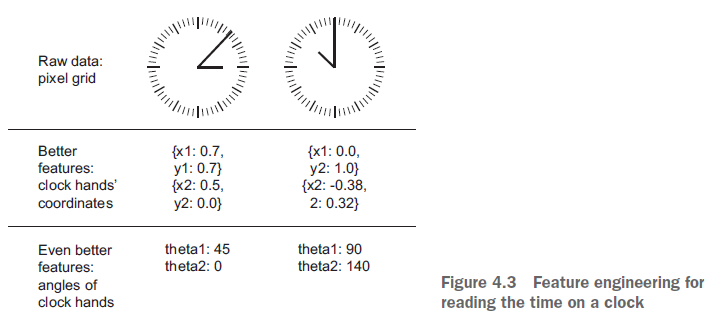 Raw data:
pixel grid
Better
features:
clock hands'
coordinates
{x1: 0.7,
y1: 0.7}
{x2: 0.5,
y2: 0.0}
{x1: 0.0,
y2: 1.0}
{x2: -0.38,
2: 0.32}
Even better
features:
angles of
clock hands
theta1: 45
theta2: 0
theta1: 90
theta2: 140
Figure 4.3 Feature engineering for
reading the time on a clock